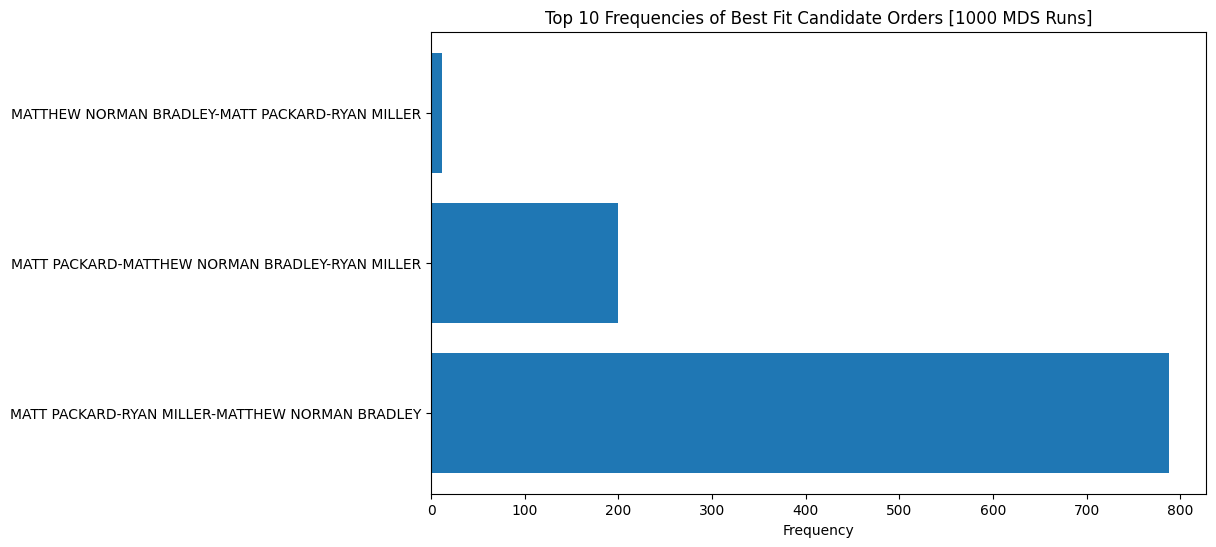 Top 10 Frequencies of Best Fit Candidate Orders [1000 MDS Runs]
MATTHEW NORMAN BRADLEY-MATT PACKARD-RYAN MILLER
MATT PACKARD-MATTHEW NORMAN BRADLEY-RYAN MILLER
MATT PACKARD-RYAN MILLER-MATTHEW NORMAN BRADLEY
0 100 200 300 400 500 600 700 800
Frequency